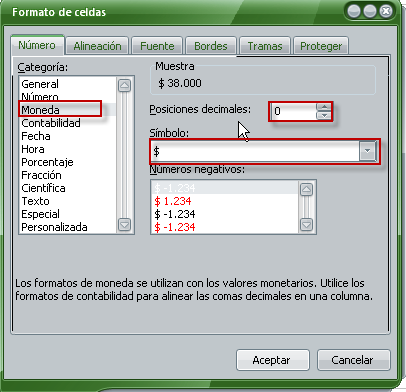 Formato de celdas
Número Alineación Fuente Bordes Tramas Proteger
Categoría:
General
Número
Moneda
Contabilidad
Fecha
Hora
Porcentaje
Fracción
Científica
Texto
Especial
Personalizada
Muestra
$ 38.000
Posiciones decimales: 0
Símbolo:
$
Números negativos:
$ -1.234
$ 1.234
$ -1.234
$ -1.234
Los formatos de moneda se utilizan con los valores monetarios. Utilice los
formatos de contabilidad para alinear las comas decimales en una columna.
Aceptar Cancelar